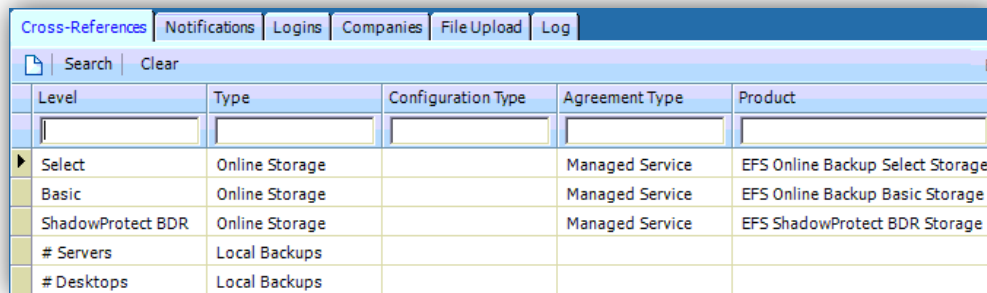 Cross-References Notifications Logins Companies File Upload Log
Search Clear
Level Type Configuration Type Agreement Type Product
Select Online Storage Managed Service EFS Online Backup Select Storage
Basic Online Storage Managed Service EFS Online Backup Basic Storage
ShadowProtect BDR Online Storage Managed Service EFS ShadowProtect BDR Storage
# Servers Local Backups
# Desktops Local Backups